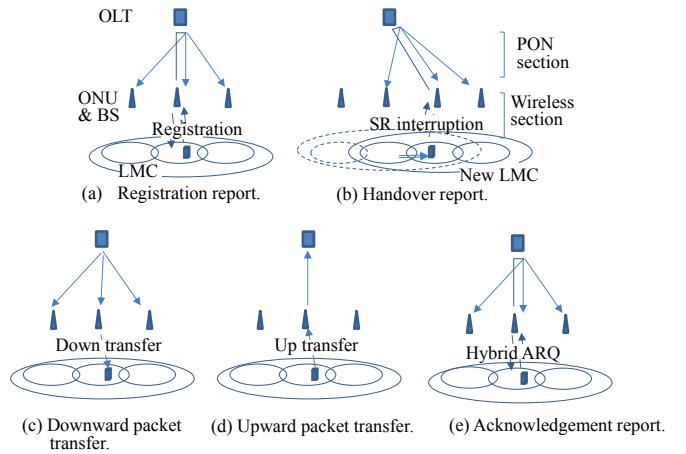 OLT
PON
section
ONU
& BS
Wireless
section
Registration
SR interruption
LMC
New LMC
(a) Registration report.
(b) Handover report.
Down transfer
Up transfer
Hybrid ARQ
(c) Downward packet
transfer.
(d) Upward packet transfer.
(e) Acknowledgement report.